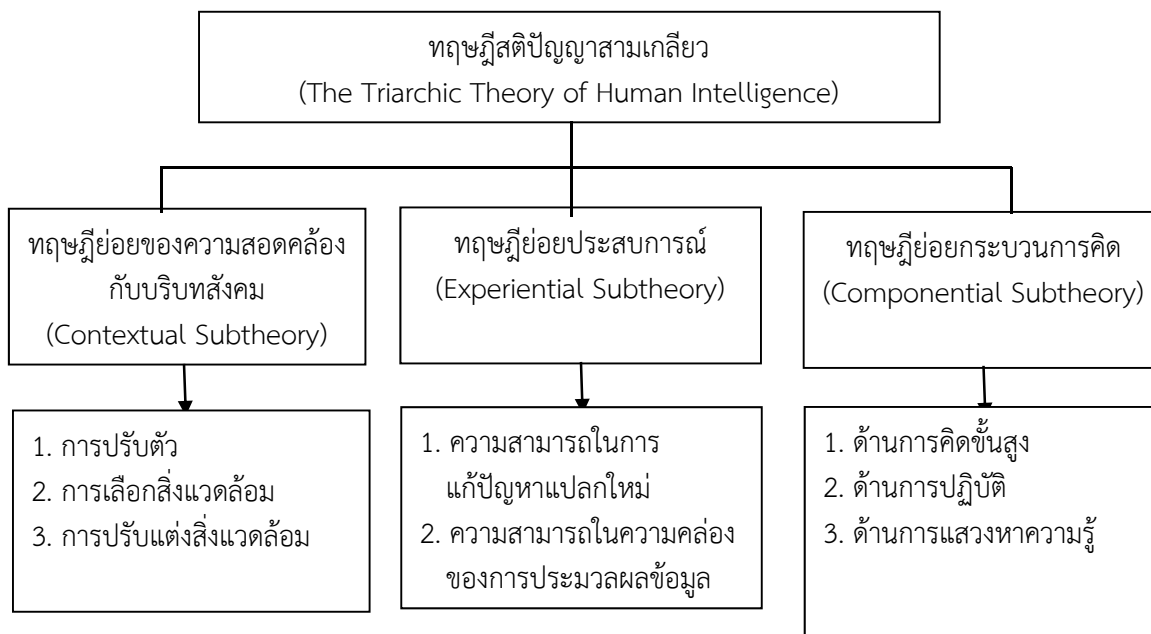 ทฤษฎีสติปัญญาสามเกลียว
(The Triarchic Theory of Human Intelligence)
ทฤษฎีย่อยของความสอดคล้อง
กับบริบทสังคม
(Contextual Subtheory)
ทฤษฎีย่อยประสบการณ์
(Experiential Subtheory)
ทฤษฎีย่อยกระบวนการคิด
(Componential Subtheory)
1. การปรับตัว
2. การเลือกสิ่งแวดล้อม
3. การปรับแต่งสิ่งแวดล้อม
1. ความสามารถในการ
แก้ปัญหาแปลกใหม่
2. ความสามารถในความคล่อง
ของการประมวลผลข้อมูล
1. ด้านการคิดขั้นสูง
2. ด้านการปฏิบัติ
3. ด้านการแสวงหาความรู้